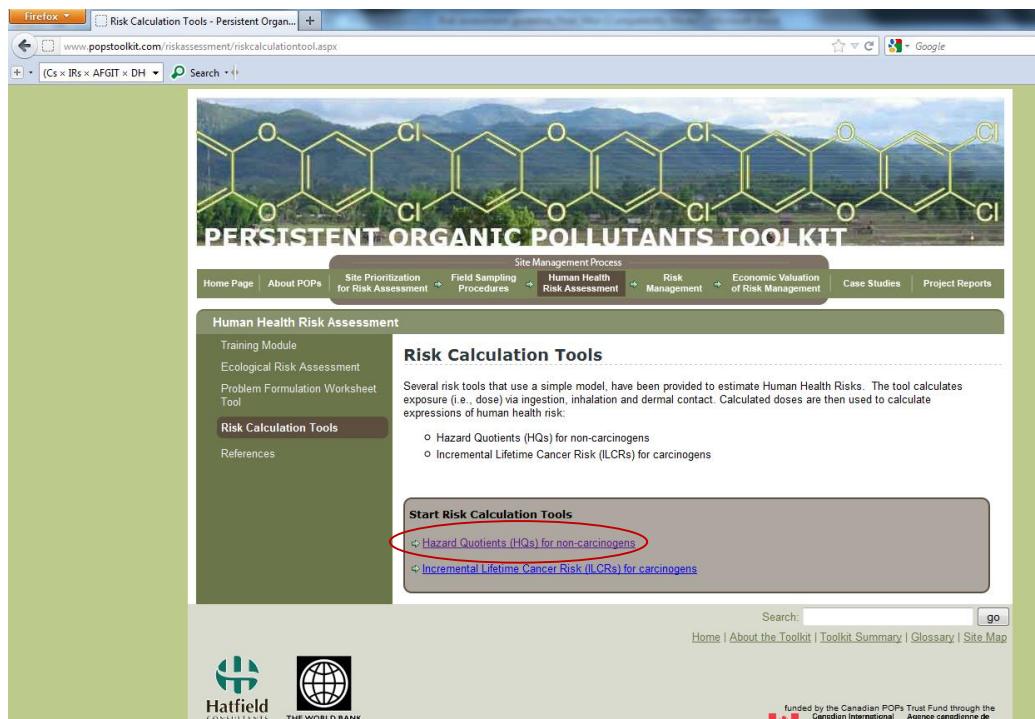 Firefox
Risk Calculation Tools - Persistent Organ...
www.popstoolkit.com/riskassessment/riskcalculationtool.aspx
Google
(Cs × IRs × AFGIT × DH
Search
O Cl O Cl O Cl
O Cl O Cl O Cl
PERSISTENT ORGANIC POLLUTANTS TOOLKIT
Site Management Process
Home Page
About POPs
Site Prioritization
for Risk Assessment
Field Sampling
Procedures
Human Health
Risk Assessment
Risk
Management
Economic Valuation
of Risk Management
Case Studies
Project Reports
Human Health Risk Assessment
Training Module
Ecological Risk Assessment
Problem Formulation Worksheet
Tool
Risk Calculation Tools
References
Risk Calculation Tools
Several risk tools that use a simple model, have been provided to estimate Human Health Risks. The tool calculates
exposure (i.e., dose) via ingestion, inhalation and dermal contact. Calculated doses are then used to calculate
expressions of human health risk:
Hazard Quotients (HQs) for non-carcinogens
Incremental Lifetime Cancer Risk (ILCRs) for carcinogens
Start Risk Calculation Tools
Hazard Quotients (HQs) for non-carcinogens
Incremental Lifetime Cancer Risk (ILCRs) for carcinogens
Search:
go
Home | About the Toolkit | Toolkit Summary | Glossary | Site Map
Hatfield
CONSULTANTS
THE WORLD BANK
funded by the Canadian POPs Trust Fund through the
Canadian International Agence canadienne de